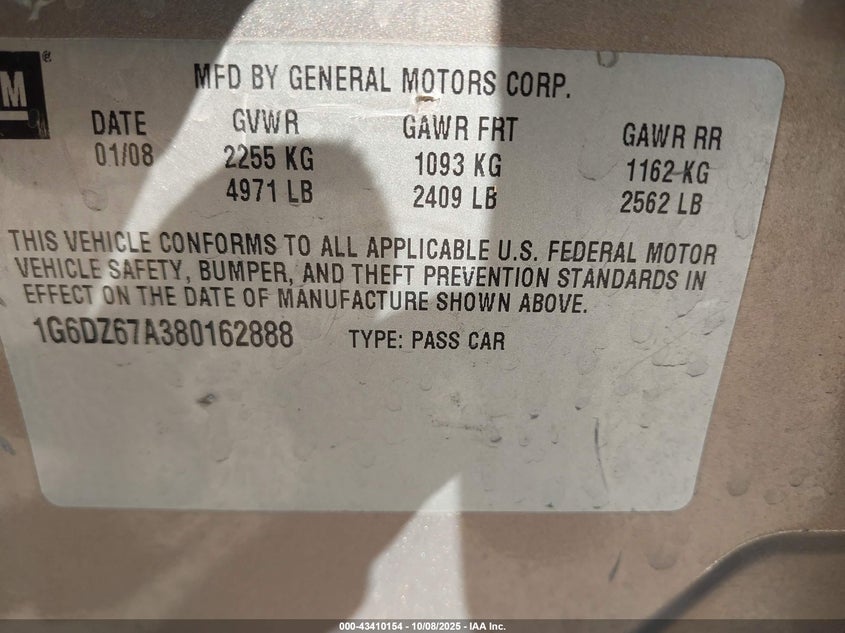 GM
MFD BY GENERAL MOTORS CORP.
DATE GVWR GAWR FRT GAWR RR
01/08 2255 KG 1093 KG 1162 KG
4971 LB 2409 LB 2562 LB
THIS VEHICLE CONFORMS TO ALL APPLICABLE U.S. FEDERAL MOTOR
VEHICLE SAFETY, BUMPER, AND THEFT PREVENTION STANDARDS IN
EFFECT ON THE DATE OF MANUFACTURE SHOWN ABOVE.
1G6DZ67A380162888 TYPE: PASS CAR
000-43410154 - 10/08/2025 - IAA Inc.